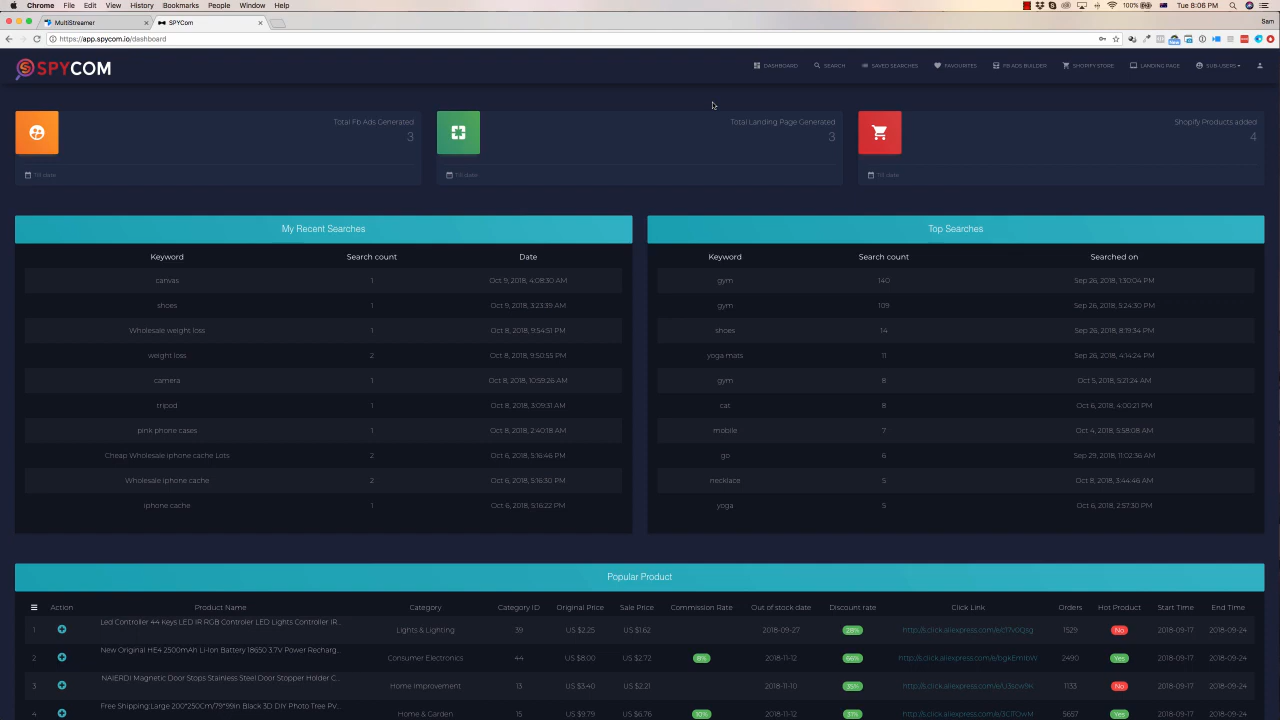 Chrome File Edit View History Bookmarks People Window Help
100% Tue 8:06 PM
MultiStreamer
SPYCom
Sam
https://app.spycom.io/dashboard
SPYCOM
DASHBOARD SEARCH SAVED SEARCHES FAVOURITES FB ADS BUILDER SHOPIFY STORE LANDING PAGE SUB-USERS
Total Fb Ads Generated
3
Till date
Total Landing Page Generated
3
Till date
Shopify Products added
4
Till date
My Recent Searches
Keyword Search count Date
canvas 1 Oct 9, 2018, 4:08:30 AM
shoes 1 Oct 9, 2018, 3:23:39 AM
Wholesale weight loss 1 Oct 8, 2018, 9:54:51 PM
weight loss 2 Oct 8, 2018, 9:50:55 PM
camera 1 Oct 8, 2018, 10:59:26 AM
tripod 1 Oct 8, 2018, 3:09:31 AM
pink phone cases 1 Oct 8, 2018, 2:40:18 AM
Cheap Wholesale iphone cache Lots 2 Oct 6, 2018, 5:16:46 PM
Wholesale iphone cache 2 Oct 6, 2018, 5:16:30 PM
iphone cache 1 Oct 6, 2018, 5:16:22 PM
Top Searches
Keyword Search count Searched on
gym 140 Sep 26, 2018, 1:30:04 PM
gym 109 Sep 26, 2018, 5:24:30 PM
shoes 14 Sep 26, 2018, 8:19:34 PM
yoga mats 11 Sep 26, 2018, 4:14:24 PM
gym 8 Oct 5, 2018, 5:21:24 AM
cat 8 Oct 6, 2018, 4:00:21 PM
mobile 7 Oct 4, 2018, 5:58:08 AM
go 6 Sep 29, 2018, 11:02:36 AM
necklace 5 Oct 8, 2018, 3:44:46 AM
yoga 5 Oct 6, 2018, 2:57:30 PM
Popular Product
Action Product Name Category Category ID Original Price Sale Price Commission Rate Out of stock date Discount rate Click Link Orders Hot Product Start Time End Time
1 Led Controller 44 Keys LED IR RGB Controler LED Lights Controller IR... Lights & Lighting 39 US $2.25 US $1.62 2018-09-27 28% 1529 No 2018-09-17 2018-09-24
2 New Original HE4 2500mAh Li-Ion Battery 18650 3.7V Power Recharg... Consumer Electronics 44 US $8.00 US $2.72 8% 2018-11-12 66% 2490 Yes 2018-09-17 2018-09-24
3 NAIERDI Magnetic Door Stops Stainless Steel Door Stopper Holder C... Home Improvement 13 US $3.40 US $2.21 2018-11-10 35% 1133 No 2018-09-17 2018-09-24
4 Free Shipping:Large 200*250Cm/79*99in Black 3D DIY Photo Tree PV... Home & Garden 15 US $9.79 US $6.76 10% 2018-11-12 31% 5657 Yes 2018-09-17 2018-09-24